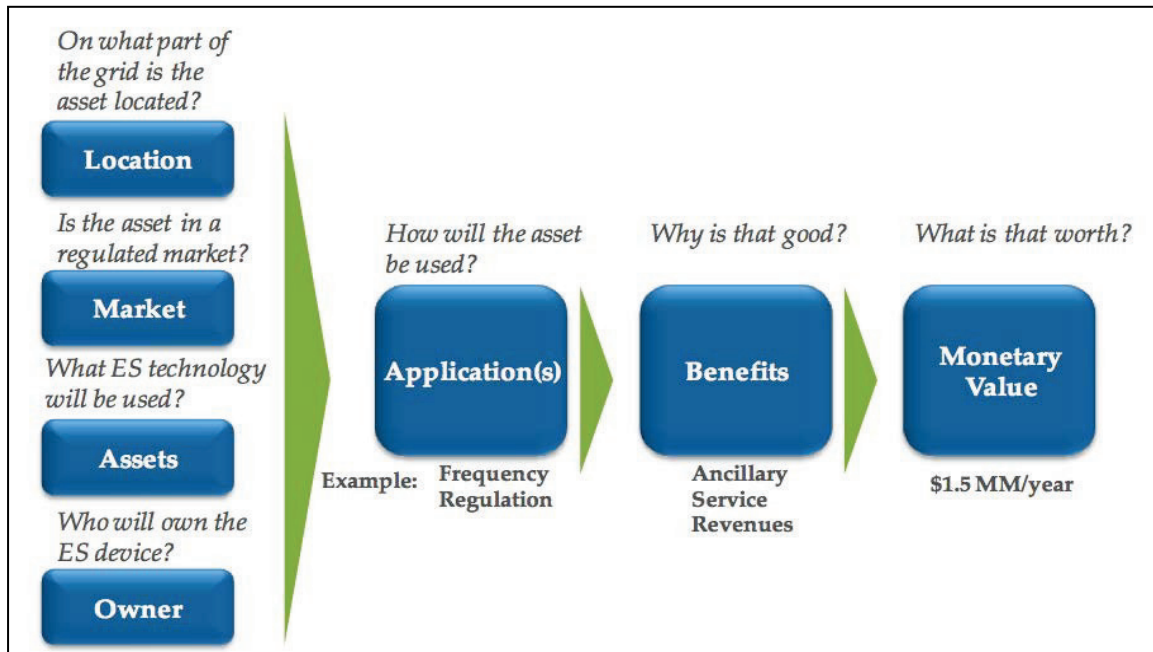 On what part of
the grid is the
asset located?
Location
Is the asset in a
regulated market?
Market
What ES technology
will be used?
Assets
Who will own the
ES device?
Owner
How will the asset
be used?
Application(s)
Example:
Frequency
Regulation
Why is that good?
Benefits
Ancillary
Service
Revenues
What is that worth?
Monetary
Value
$1.5 MM/year